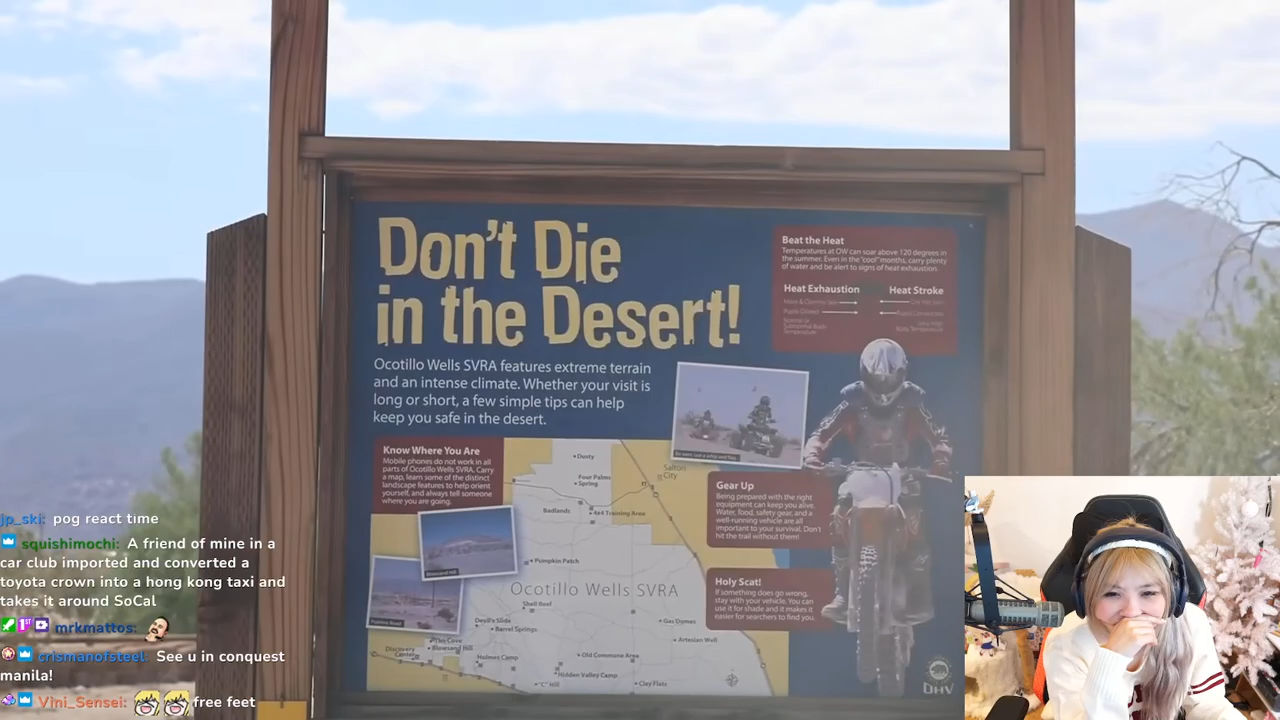 Don't Die
in the Desert!
Ocotillo Wells SVRA features extreme terrain
and an intense climate. Whether your visit is
long or short, a few simple tips can help
keep you safe in the desert.
Beat the Heat
Temperatures at OW can soar above 120 degrees in
the summer. Even in the "cool" months, carry plenty
of water and be alert to signs of heat exhaustion.
Heat Exhaustion
Heat Stroke
Know Where You Are
Mobile phones do not work in all
parts of Ocotillo Wells SVRA. Carry
a map, learn some of the distinct
landscape features to help orient
yourself, and always tell someone
where you are going.
Gear Up
Being prepared with the right
equipment can keep you alive.
Water, food, safety gear, and a
well-running vehicle are all
important to your survival. Don't
hit the trail without them!
Holy Scat!
If something does go wrong,
stay with your vehicle. You can
use it for shade and it makes it
easier for searchers to find you.
Dusty
Four Palms
Spring
Salton
City
Badlands
4x4 Training Area
Pumpkin Patch
Ocotillo Wells SVRA
Shell Reef
Devil's Slide
Barrel Springs
Gas Domes
Artesian Well
The Cove
Blowsand Hill
Discovery
Center
Holmes Camp
Old Commons Area
Hidden Valley Camp
"C" Hill
Clay Flats
OHV
jp_ski: pog react time
squishimochi: A friend of mine in a
car club imported and converted a
toyota crown into a hong kong taxi and
takes it around SoCal
mrkmattos:
crismanofsteel: See u in conquest
manila!
Vini_Sensei: free feet